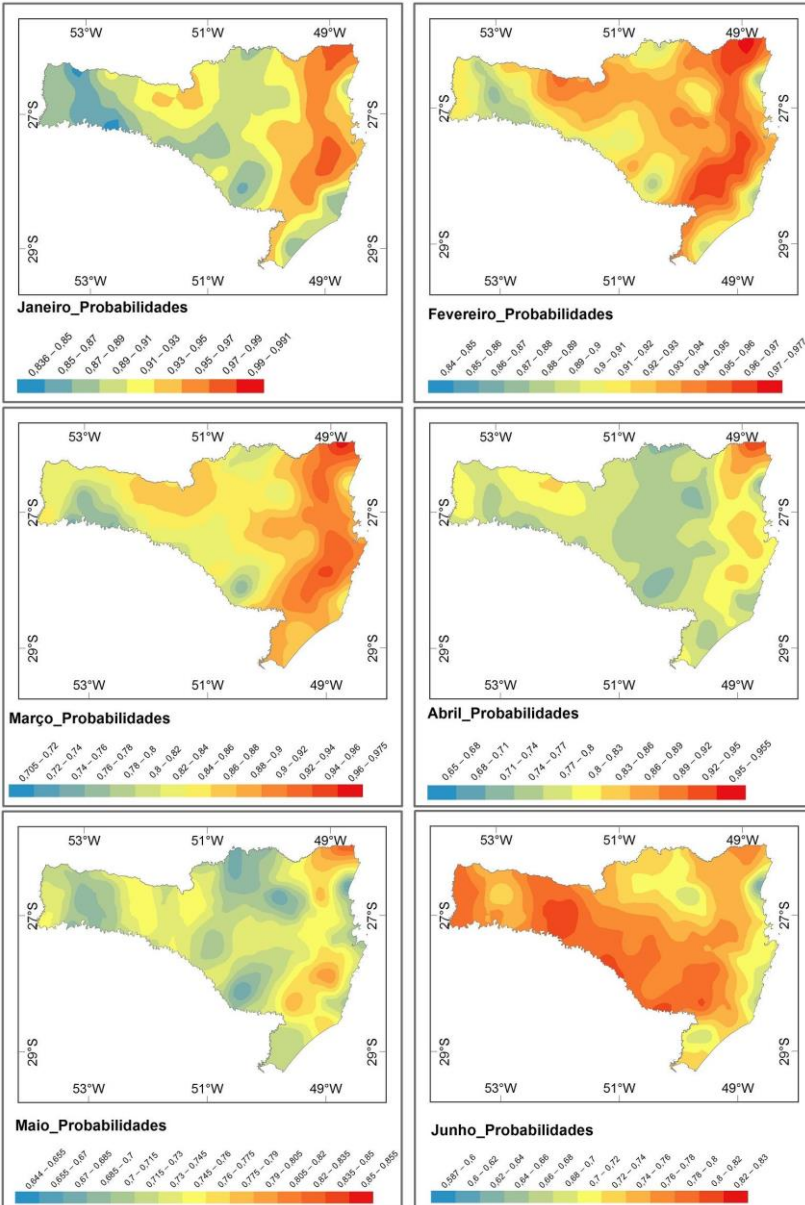 53°W 51°W 49°W
27°S 27°S
29°S 29°S
53°W 51°W 49°W
Janeiro_Probabilidades
0,836 – 0,85
0,85 – 0,87
0,87 – 0,89
0,89 – 0,91
0,91 – 0,93
0,93 – 0,95
0,95 – 0,97
0,97 – 0,99
0,99 – 0,991
53°W 51°W 49°W
27°S 27°S
29°S 29°S
53°W 51°W 49°W
Fevereiro_Probabilidades
0,84 – 0,85
0,85 – 0,86
0,86 – 0,87
0,87 – 0,88
0,88 – 0,89
0,89 – 0,9
0,9 – 0,91
0,91 – 0,92
0,92 – 0,93
0,93 – 0,94
0,94 – 0,95
0,95 – 0,96
0,96 – 0,97
0,97 – 0,977
53°W 51°W 49°W
27°S 27°S
29°S 29°S
53°W 51°W 49°W
Março_Probabilidades
0,705 – 0,72
0,72 – 0,74
0,74 – 0,76
0,76 – 0,78
0,78 – 0,8
0,8 – 0,82
0,82 – 0,84
0,84 – 0,86
0,86 – 0,88
0,88 – 0,9
0,9 – 0,92
0,92 – 0,94
0,94 – 0,96
0,96 – 0,975
53°W 51°W 49°W
27°S 27°S
29°S 29°S
53°W 51°W 49°W
Abril_Probabilidades
0,65 – 0,68
0,68 – 0,71
0,71 – 0,74
0,74 – 0,77
0,77 – 0,8
0,8 – 0,83
0,83 – 0,86
0,86 – 0,89
0,89 – 0,92
0,92 – 0,95
0,95 – 0,955
53°W 51°W 49°W
27°S 27°S
29°S 29°S
53°W 51°W 49°W
Maio_Probabilidades
0,644 – 0,655
0,655 – 0,67
0,67 – 0,685
0,685 – 0,7
0,7 – 0,715
0,715 – 0,73
0,73 – 0,745
0,745 – 0,76
0,76 – 0,775
0,775 – 0,79
0,79 – 0,805
0,805 – 0,82
0,82 – 0,835
0,835 – 0,85
0,85 – 0,855
53°W 51°W 49°W
27°S 27°S
29°S 29°S
53°W 51°W 49°W
Junho_Probabilidades
0,587 – 0,6
0,6 – 0,62
0,62 – 0,64
0,64 – 0,66
0,66 – 0,68
0,68 – 0,7
0,7 – 0,72
0,72 – 0,74
0,74 – 0,76
0,76 – 0,78
0,78 – 0,8
0,8 – 0,82
0,82 – 0,83